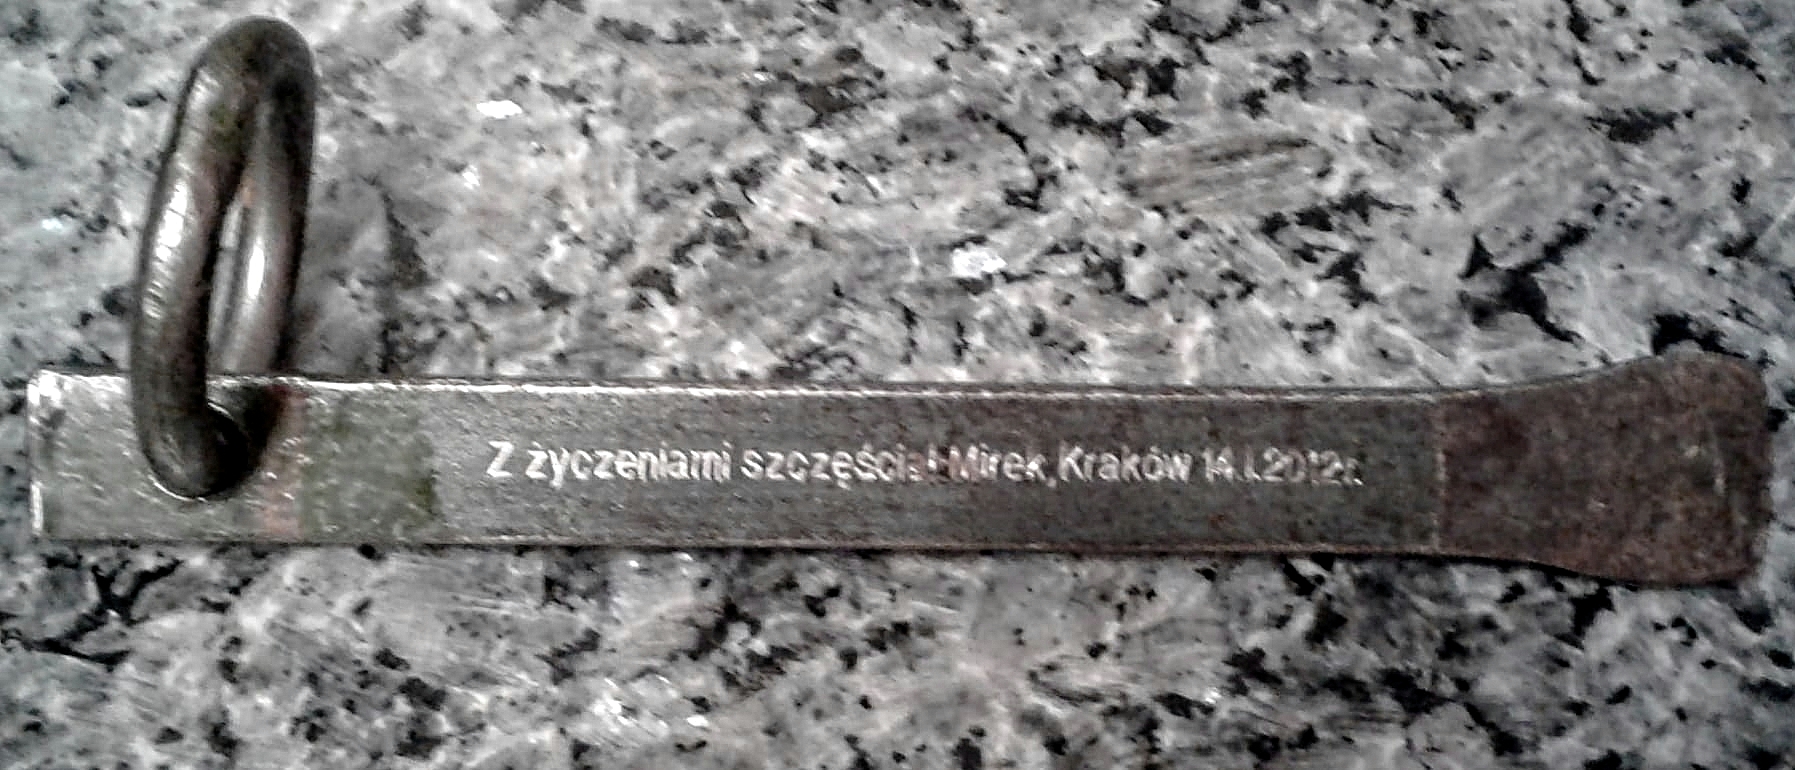 Z życzeniami szczęścia! Mirek, Kraków 14.I.2012r.